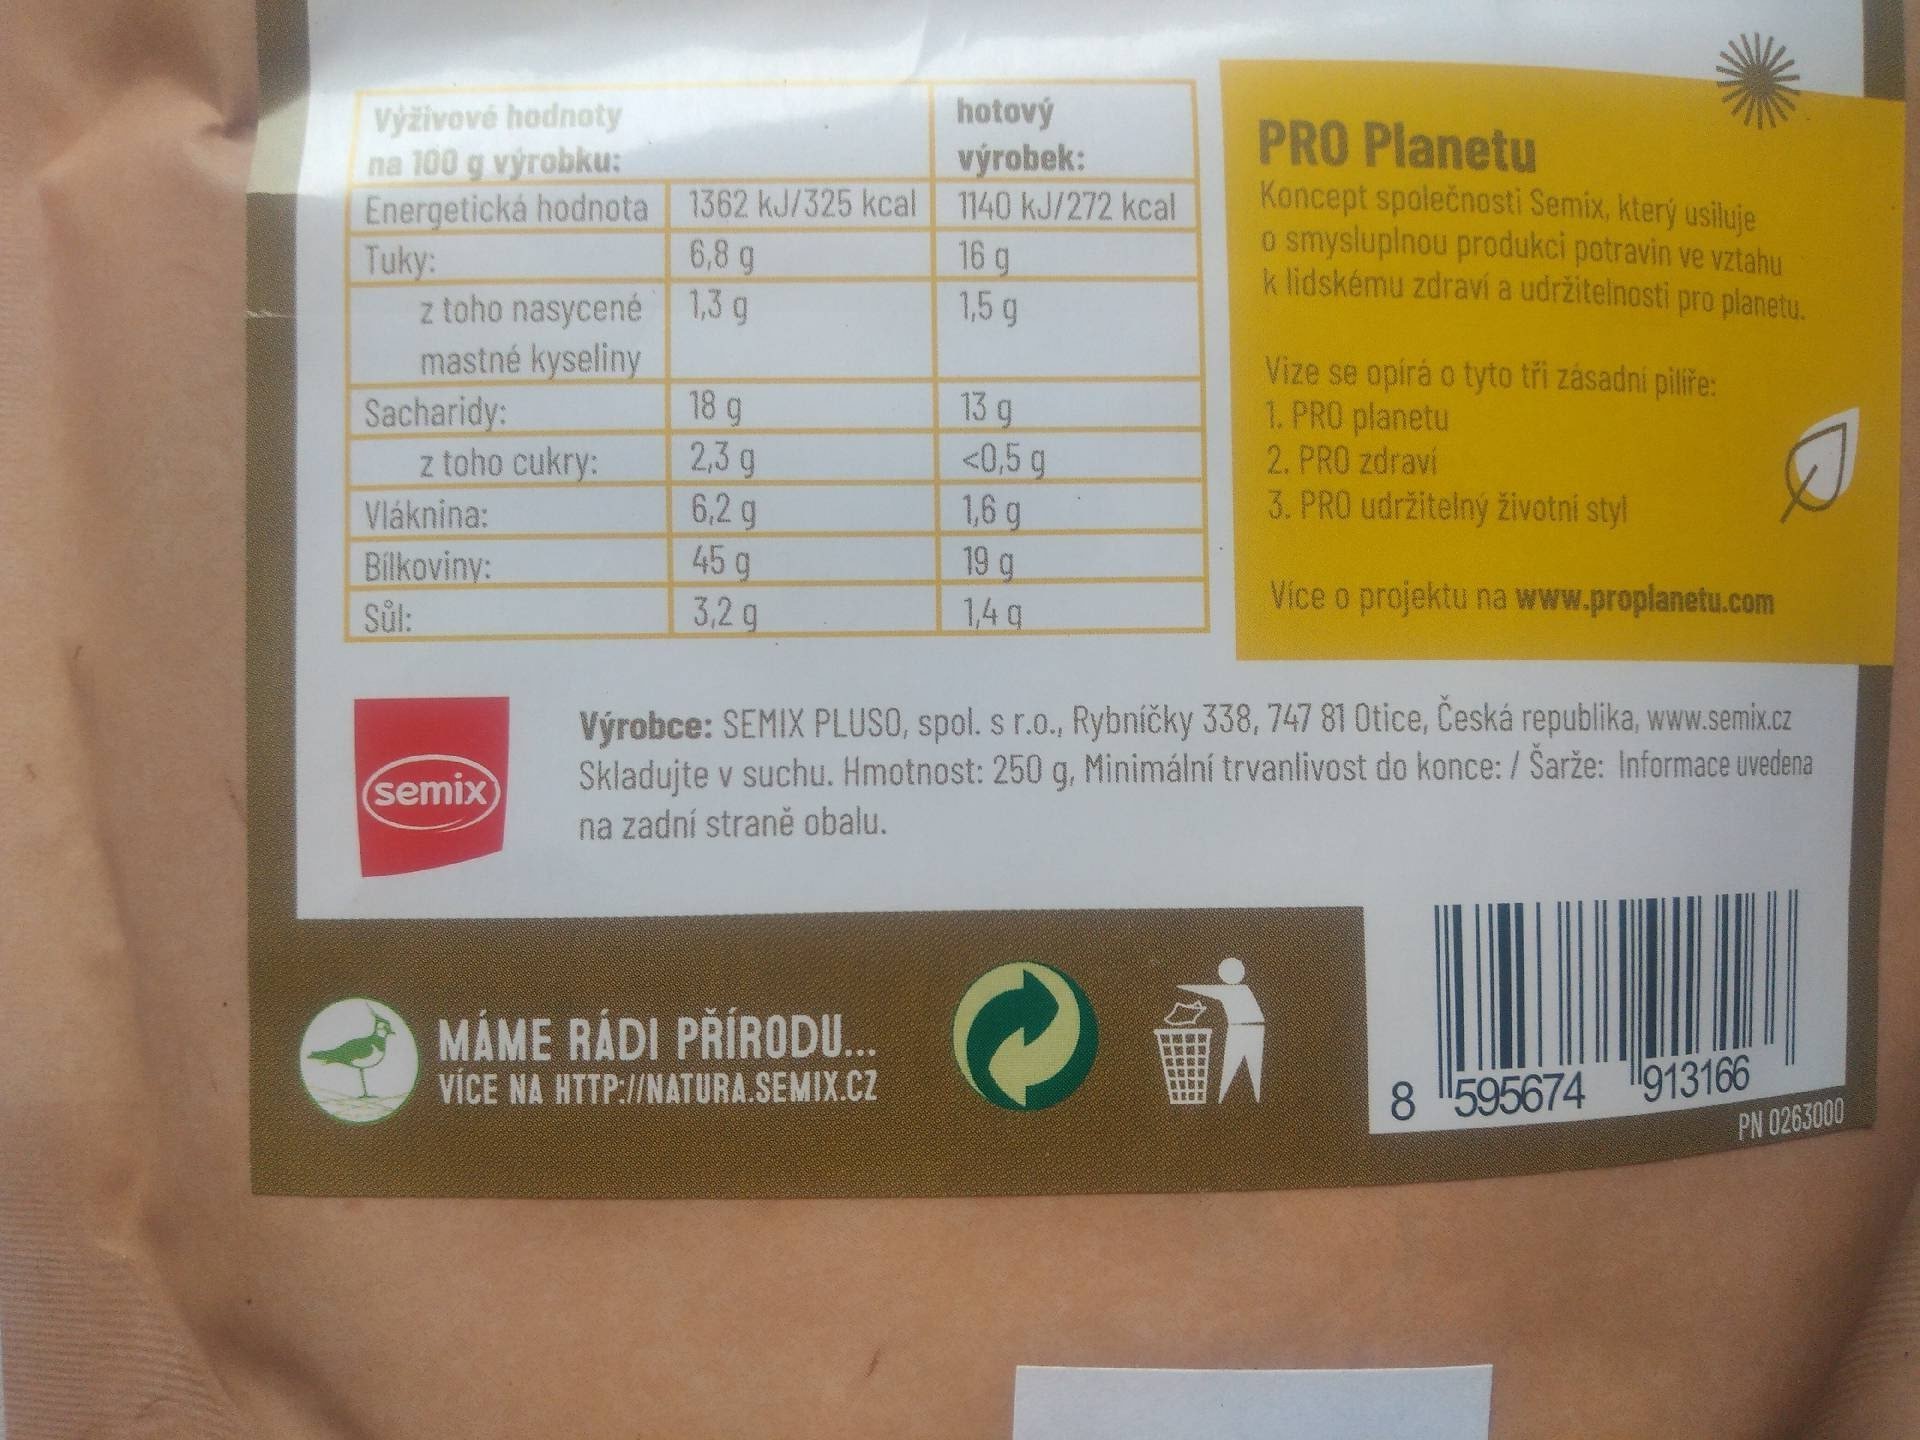 Výživové hodnoty
na 100 g výrobku:
hotový
výrobek:
Energetická hodnota 1362 kJ/325 kcal 1140 kJ/272 kcal
Tuky: 6,8 g 16 g
z toho nasycené 1,3 g 1,5 g
mastné kyseliny
Sacharidy: 18 g 13 g
z toho cukry: 2,3 g <0,5 g
Vláknina: 6,2 g 1,6 g
Bílkoviny: 45 g 19 g
Sůl: 3,2 g 1,4 g
PRO Planetu
Koncept společnosti Semix, který usiluje
o smysluplnou produkci potravin ve vztahu
k lidskému zdraví a udržitelnosti pro planetu.
Vize se opírá o tyto tři zásadní pilíře:
1. PRO planetu
2. PRO zdraví
3. PRO udržitelný životní styl
Více o projektu na www.proplanetu.com
semix
Výrobce: SEMIX PLUSO, spol. s r.o., Rybníčky 338, 747 81 Otice, Česká republika, www.semix.cz
Skladujte v suchu. Hmotnost: 250 g, Minimální trvanlivost do konce: / Šarže: Informace uvedena
na zadní straně obalu.
MÁME RÁDI PŘÍRODU...
VÍCE NA HTTP://NATURA.SEMIX.CZ
8 595674 913166
PN 0263000